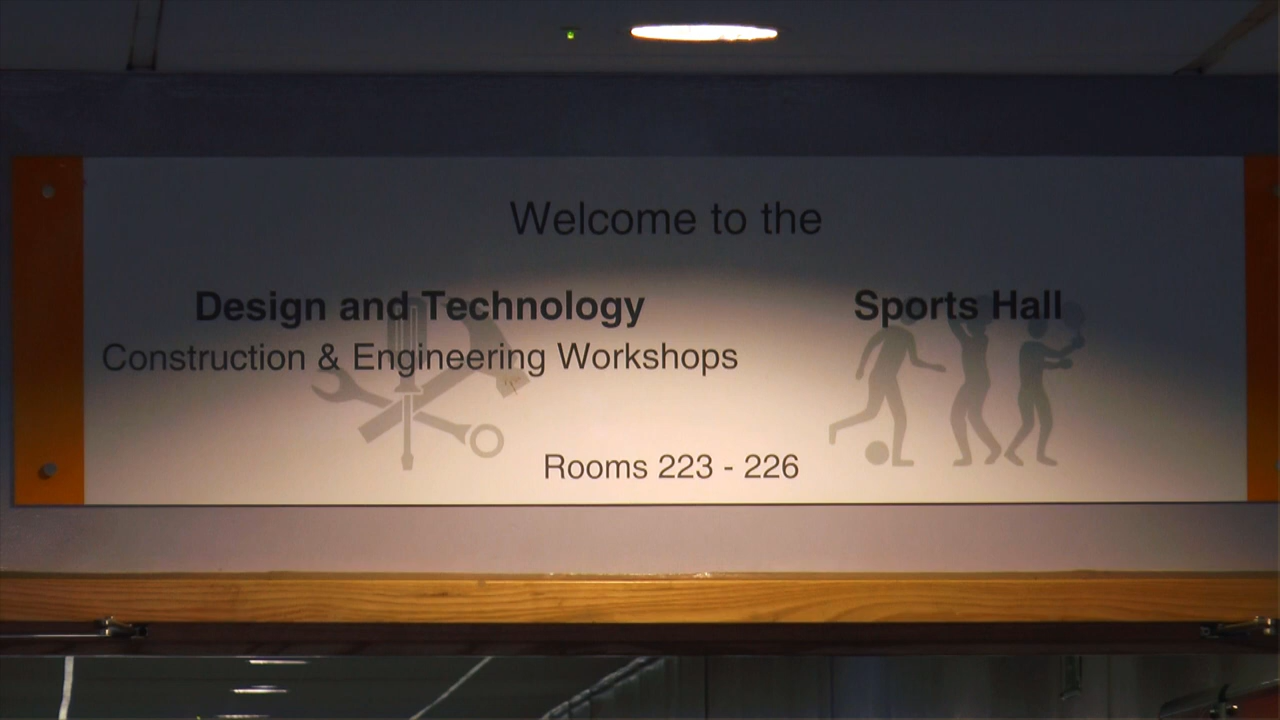 Welcome to the
Design and Technology
Construction & Engineering Workshops
Sports Hall
Rooms 223 - 226